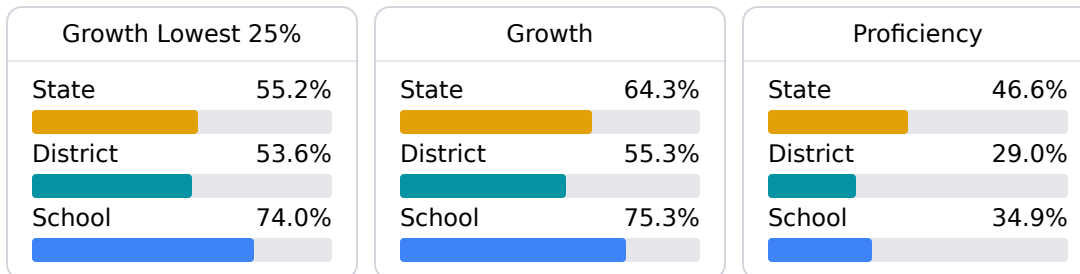 Growth Lowest 25%
State 55.2%
District 53.6%
School 74.0%
Growth
State 64.3%
District 55.3%
School 75.3%
Proficiency
State 46.6%
District 29.0%
School 34.9%